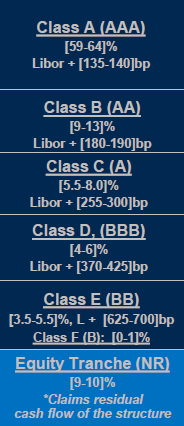 Class A (AAA)
[59-64]%
Libor + [135-140]bp
Class B (AA)
[9-13]%
Libor + [180-190]bp
Class C (A)
[5.5-8.0]%
Libor + [255-300]bp
Class D, (BBB)
[4-6]%
Libor + [370-425]bp
Class E (BB)
[3.5-5.5]%, L + [625-700]bp
Class F (B): [0-1]%
Equity Tranche (NR)
[9-10]%
*Claims residual
cash flow of the structure